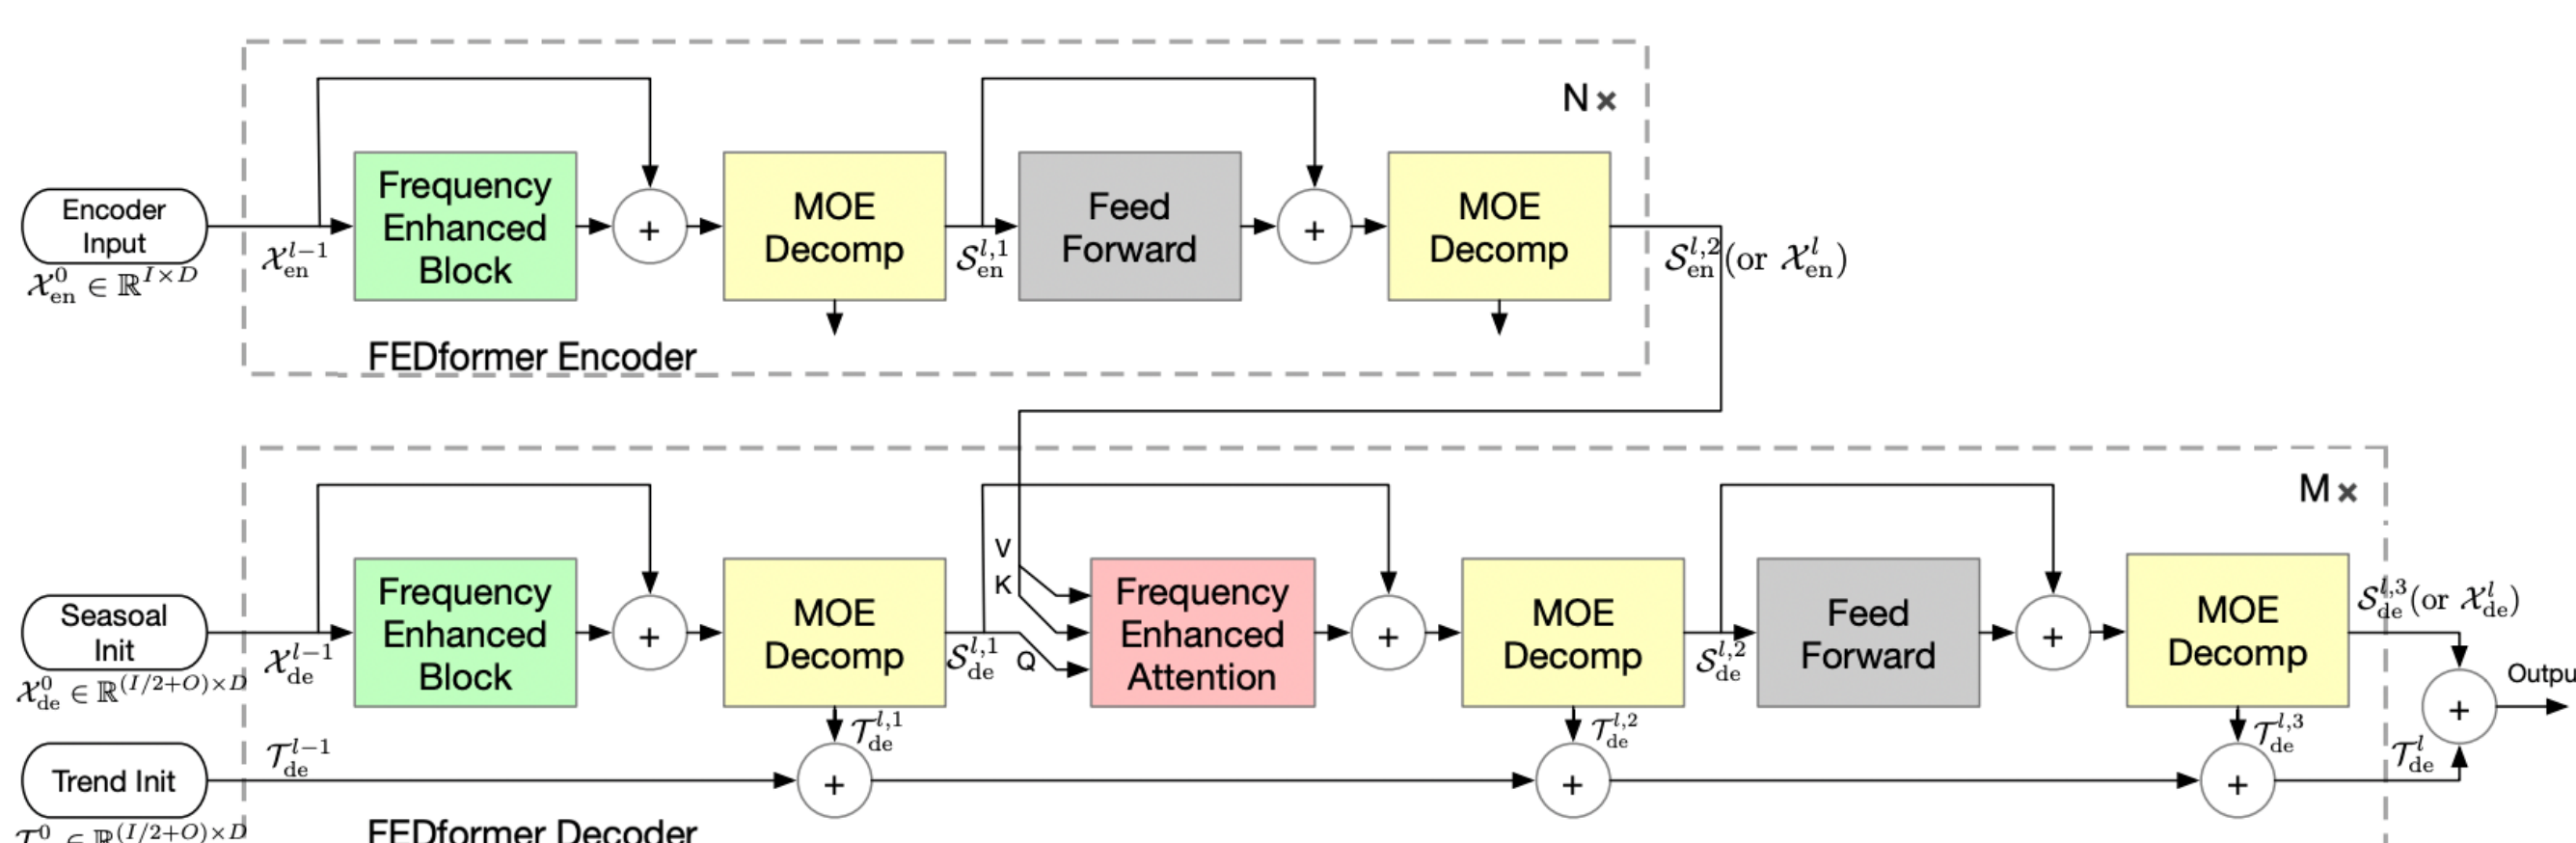 N ×
Encoder
Input
𝒳⁰en ∈ ℝ^{I×D}
𝒳^{l−1}en
Frequency
Enhanced
Block
+
MOE
Decomp
𝒮^{l,1}en
Feed
Forward
+
MOE
Decomp
𝒮^{l,2}en (or 𝒳^{l}en)
FEDformer Encoder
M ×
Seasoal
Init
𝒳⁰de ∈ ℝ^{(I/2+O)×D}
𝒳^{l−1}de
Frequency
Enhanced
Block
+
MOE
Decomp
𝒮^{l,1}de
V
K
Q
Frequency
Enhanced
Attention
+
MOE
Decomp
𝒮^{l,2}de
Feed
Forward
+
MOE
Decomp
𝒮^{l,3}de (or 𝒳^{l}de)
+
Outpu
𝒯^{l,1}de
𝒯^{l,2}de
𝒯^{l,3}de
𝒯^{l}de
Trend Init
𝒯^{l−1}de
+
+
+
𝒯⁰ ∈ ℝ^{(I/2+O)×D}
FEDformer Decoder